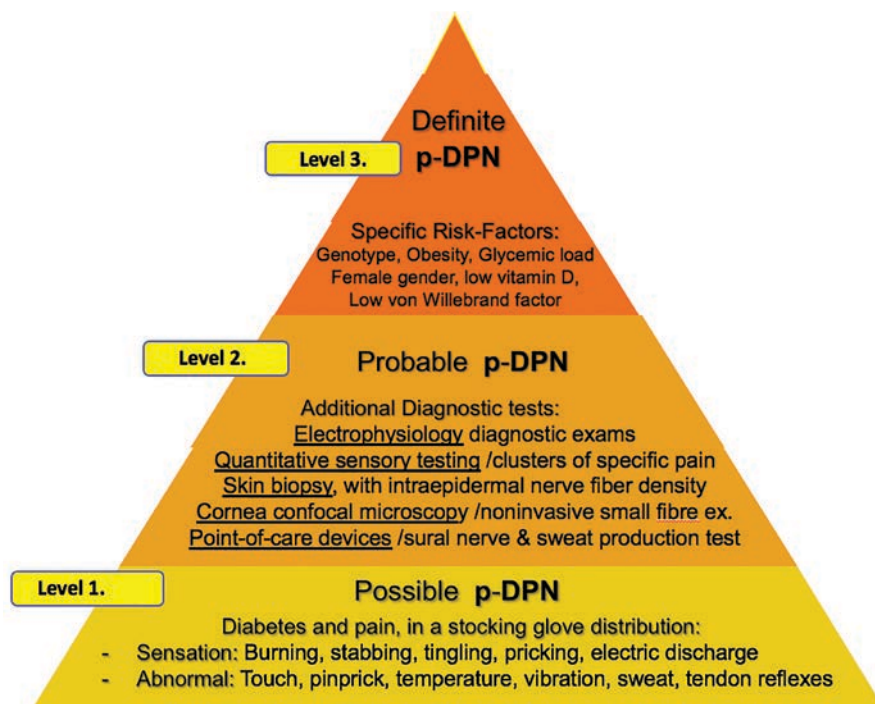 Definite
Level 3.
p-DPN
Specific Risk-Factors:
Genotype, Obesity, Glycemic load
Female gender, low vitamin D,
Low von Willebrand factor
Level 2.
Probable p-DPN
Additional Diagnostic tests:
Electrophysiology diagnostic exams
Quantitative sensory testing /clusters of specific pain
Skin biopsy, with intraepidermal nerve fiber density
Cornea confocal microscopy /noninvasive small fibre ex.
Point-of-care devices /sural nerve & sweat production test
Level 1.
Possible p-DPN
Diabetes and pain, in a stocking glove distribution:
- Sensation: Burning, stabbing, tingling, pricking, electric discharge
- Abnormal: Touch, pinprick, temperature, vibration, sweat, tendon reflexes